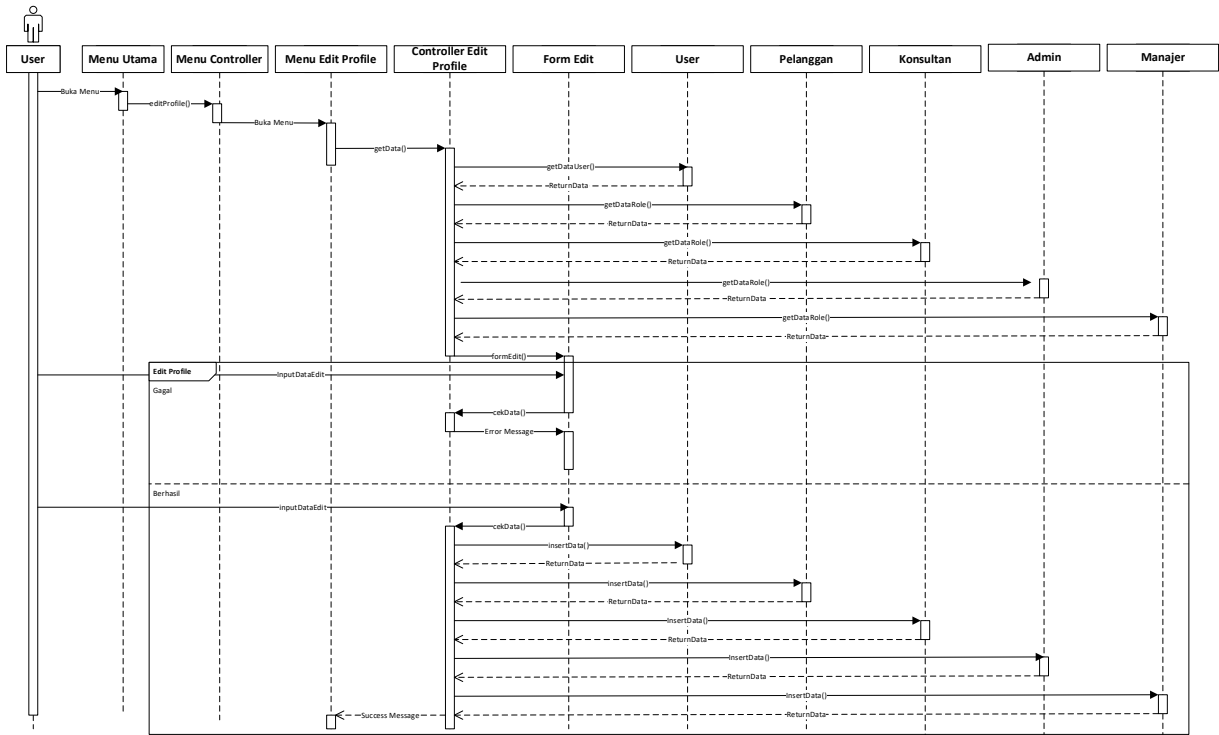 User
Menu Utama
Menu Controller
Menu Edit Profile
Controller Edit
Profile
Form Edit
User
Pelanggan
Konsultan
Admin
Manajer
Buka Menu
editProfile()
Buka Menu
getData()
getDataUser()
ReturnData
getDataRole()
ReturnData
getDataRole()
ReturnData
getDataRole()
ReturnData
getDataRole()
ReturnData
formEdit()
Edit Profile
InputDataEdit
Gagal
cekData()
Error Message
Berhasil
inputDataEdit
cekData()
insertData()
ReturnData
insertData()
ReturnData
InsertData()
ReturnData
InsertData()
ReturnData
InsertData()
ReturnData
Success Message